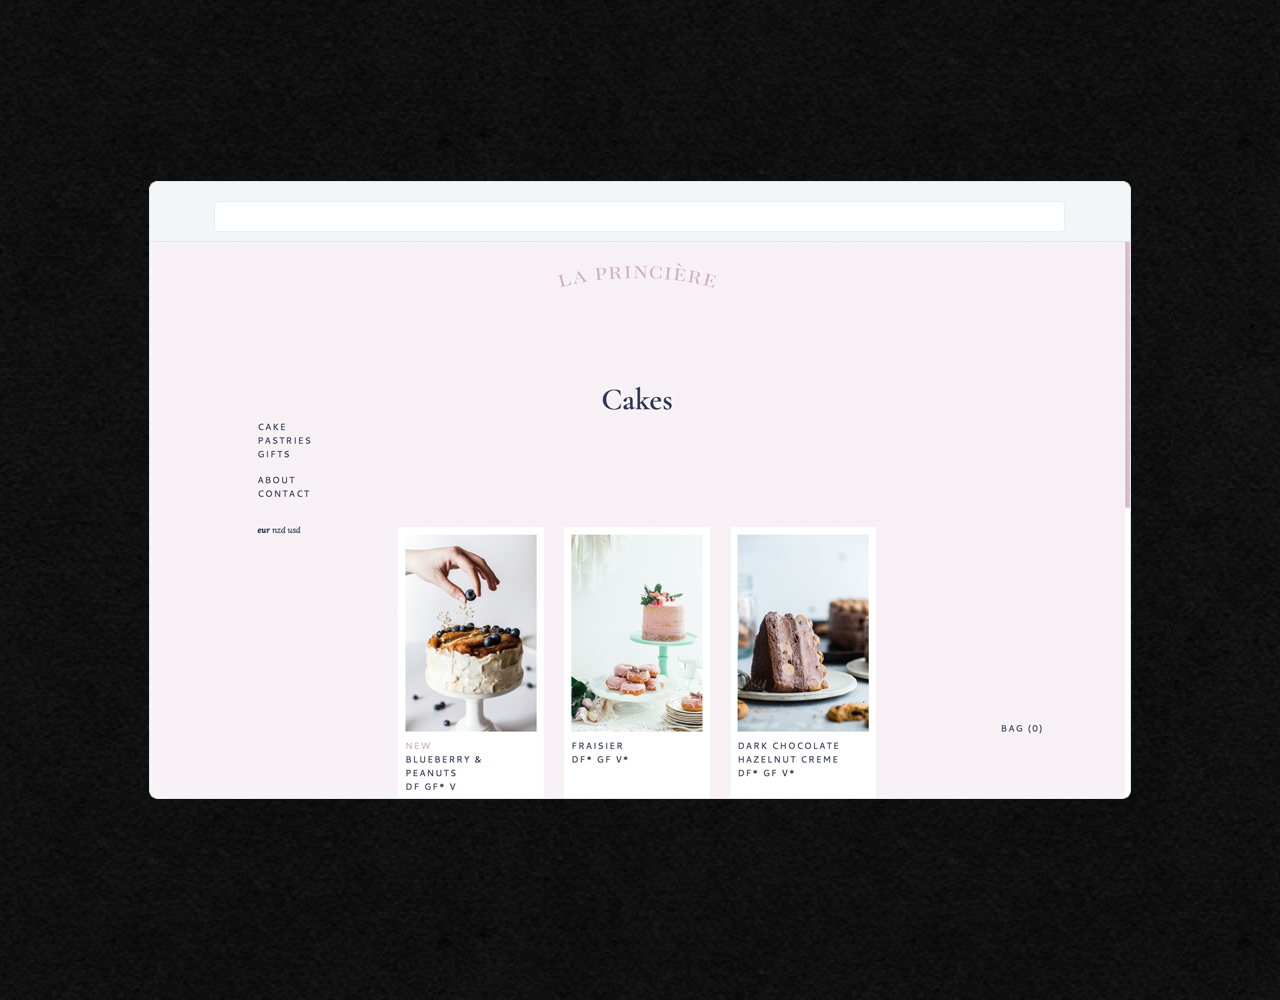 LA PRINCIÈRE
Cakes
CAKE
PASTRIES
GIFTS
ABOUT
CONTACT
eur nzd usd
NEW
BLUEBERRY &
PEANUTS
DF GF* V
FRAISIER
DF* GF V*
DARK CHOCOLATE
HAZELNUT CREME
DF* GF V*
BAG (0)